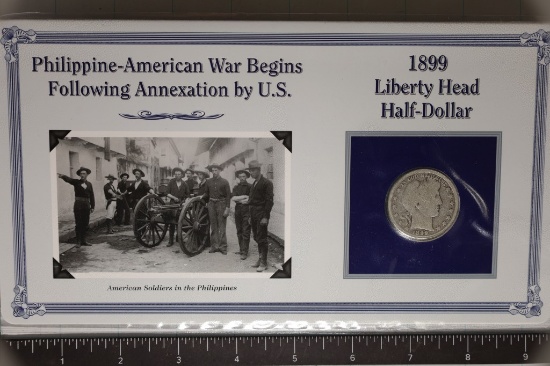 Philippine-American War Begins
Following Annexation by U.S.
1899
Liberty Head
Half-Dollar
American Soldiers in the Philippines
1 2 3 4 5 6 7 8 9